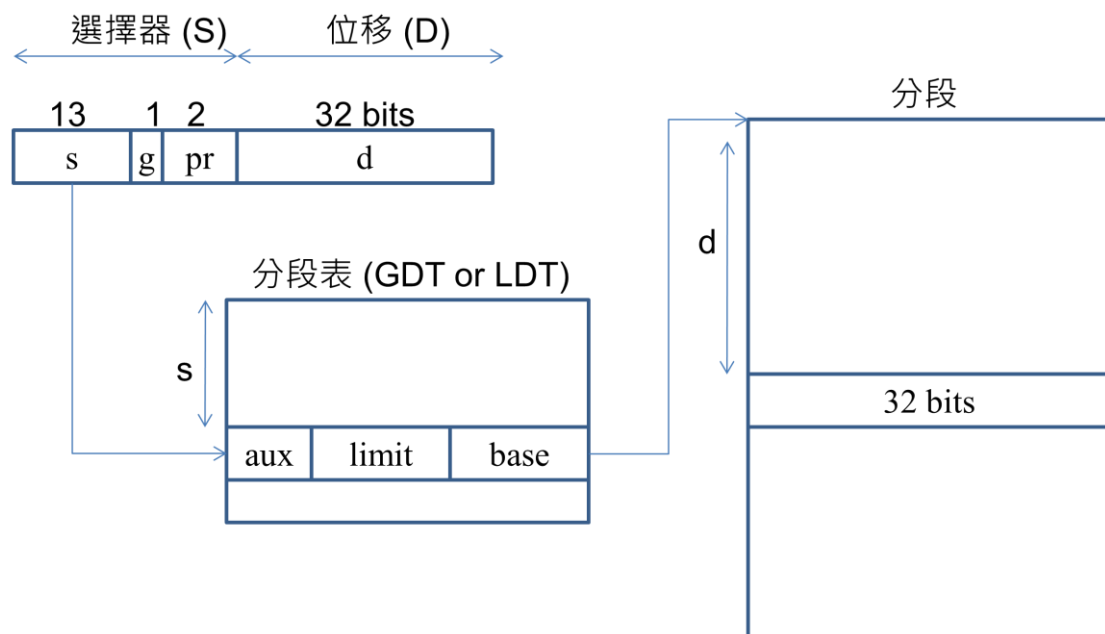 選擇器 (S) 位移 (D)
13 1 2 32 bits
s g pr d
分段
d
分段表 (GDT or LDT)
s
32 bits
aux limit base